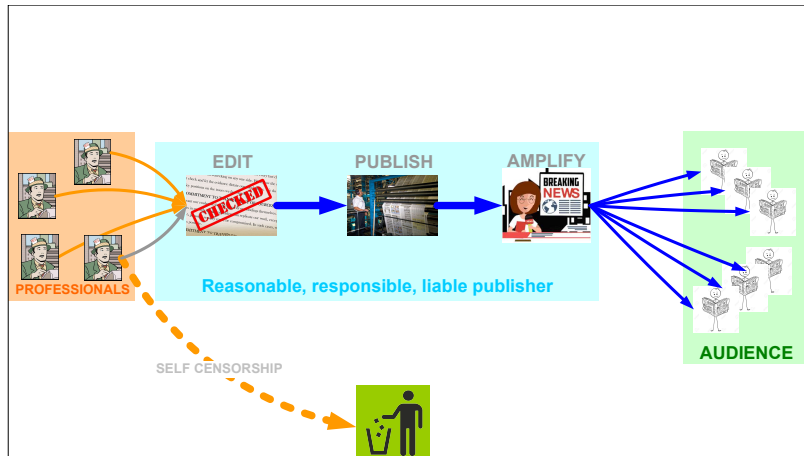 EDIT
PUBLISH
AMPLIFY
CHECKED
BREAKING
NEWS
PROFESSIONALS
Reasonable, responsible, liable publisher
AUDIENCE
SELF CENSORSHIP